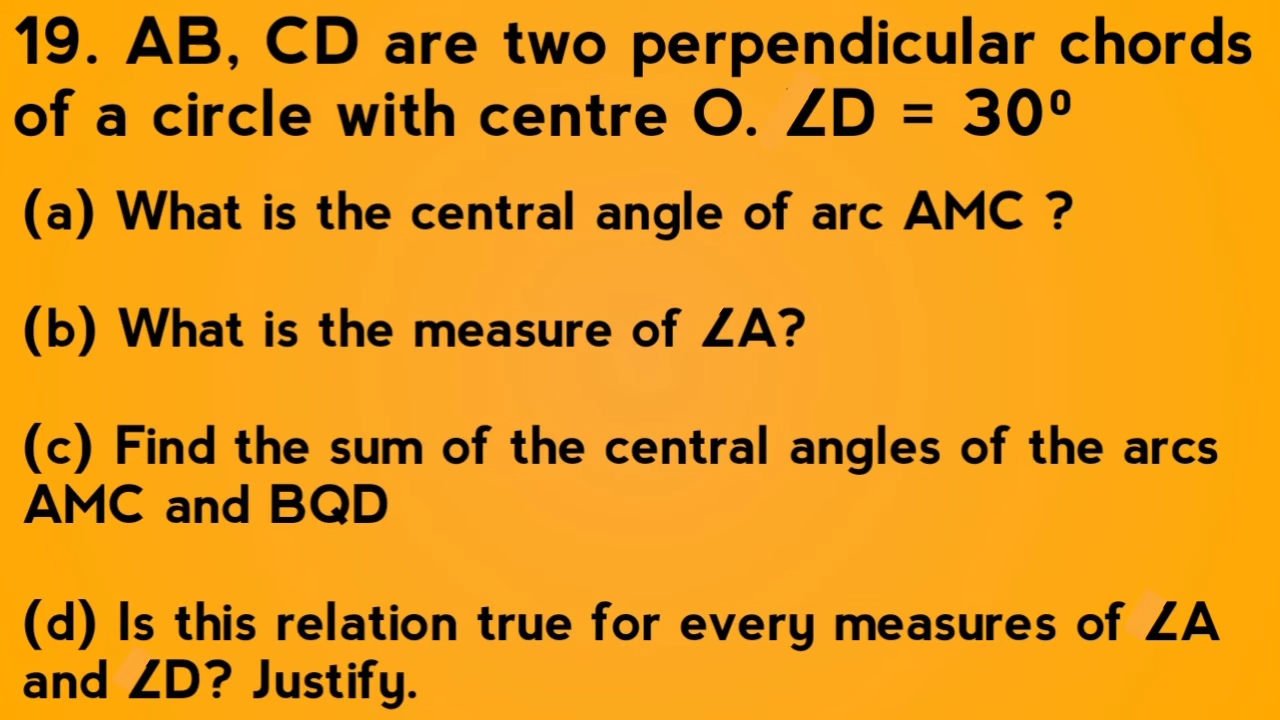 19. AB, CD are two perpendicular chords
of a circle with centre O. ∠D = 30⁰
(a) What is the central angle of arc AMC ?
(b) What is the measure of ∠A?
(c) Find the sum of the central angles of the arcs
AMC and BQD
(d) Is this relation true for every measures of ∠A
and ∠D? Justify.